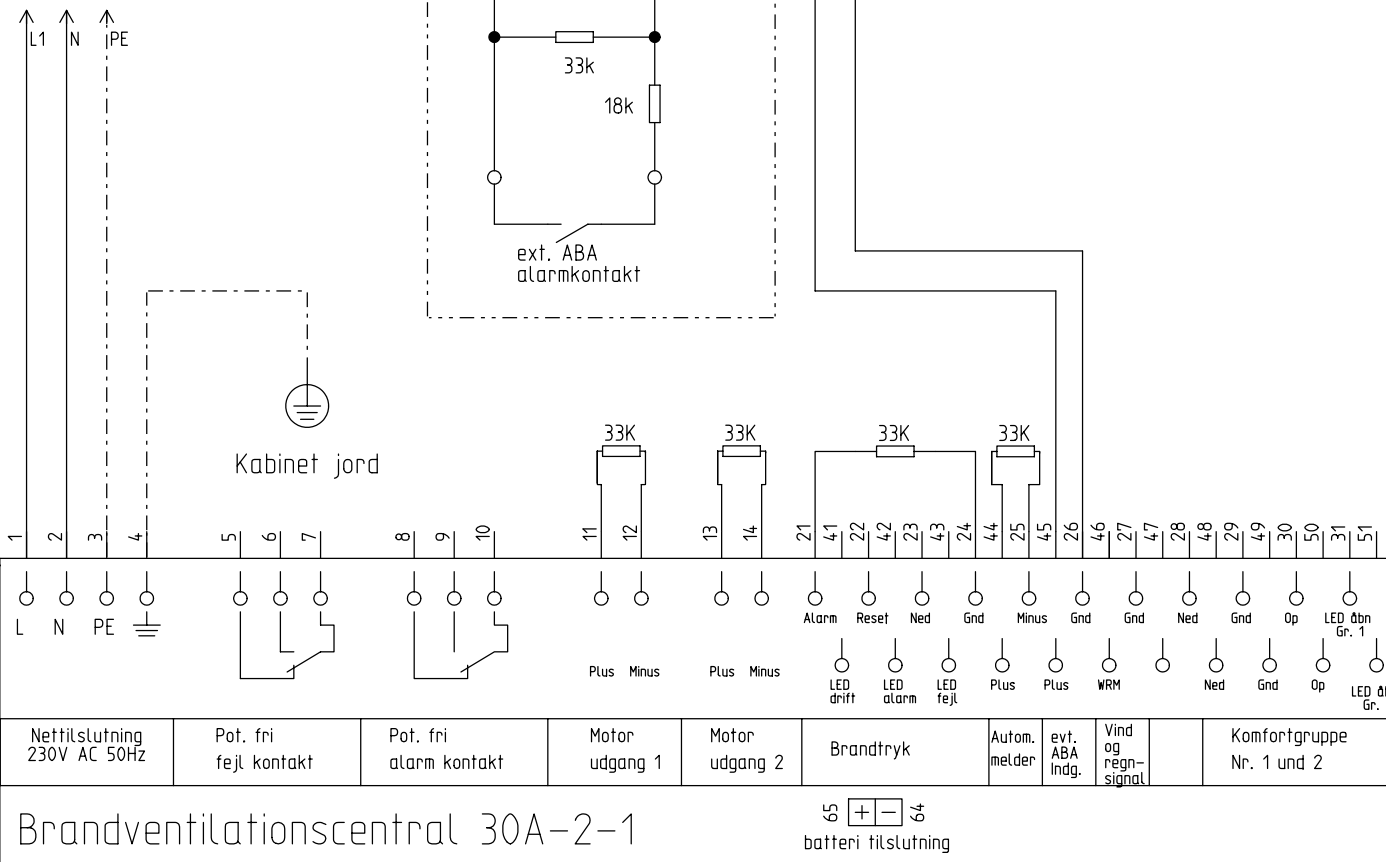 L1 N PE
33k
18k
ext. ABA
alarmkontakt
Kabinet jord
33K 33K 33K 33K
1 2 3 4 5 6 7 8 9 10 11 12 13 14 21 41 22 42 23 43 24 44 25 45 26 46 27 47 28 48 29 49 30 50 31 51
L N PE
Alarm Reset Ned Gnd Minus Gnd Gnd Ned Gnd Op LED åbn
Gr. 1
Plus Minus Plus Minus
LED
drift
LED
alarm
LED
fejl
Plus Plus WRM Ned Gnd Op
LED
Gr.
Nettilslutning
230V AC 50Hz
Pot. fri
fejl kontakt
Pot. fri
alarm kontakt
Motor
udgang 1
Motor
udgang 2
Brandtryk
Autom.
melder
evt.
ABA
Indg.
Vind
og
regn-
signal
Komfortgruppe
Nr. 1 und 2
Brandventilationscentral 30A-2-1
65 + - 64
batteri tilslutning